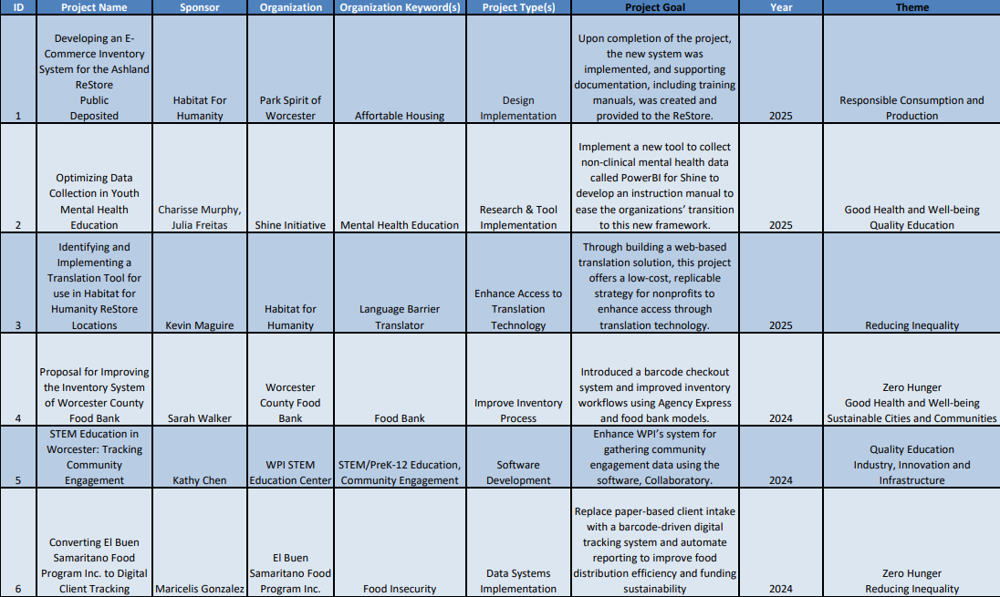 ID Project Name Sponsor Organization Organization Keyword(s) Project Type(s) Project Goal Year Theme
Developing an E-
Commerce Inventory
System for the Ashland
ReStore
Public
Deposited
1
Habitat For
Humanity
Park Spirit of
Worcester
Affortable Housing
Design
Implementation
Upon completion of the project,
the new system was
implemented, and supporting
documentation, including training
manuals, was created and
provided to the ReStore.
2025
Responsible Consumption and
Production
2
Optimizing Data
Collection in Youth
Mental Health
Education
Charisse Murphy,
Julia Freitas
Shine Initiative
Mental Health Education
Research & Tool
Implementation
Implement a new tool to collect
non-clinical mental health data
called PowerBI for Shine to
develop an instruction manual to
ease the organizations' transition
to this new framework.
2025
Good Health and Well-being
Quality Education
3
Identifying and
Implementing a
Translation Tool for
use in Habitat for
Humanity ReStore
Locations
Kevin Maguire
Habitat for
Humanity
Language Barrier
Translator
Enhance Access to
Translation
Technology
Through building a web-based
translation solution, this project
offers a low-cost, replicable
strategy for nonprofits to
enhance access through
translation technology.
2025
Reducing Inequality
4
Proposal for Improving
the Inventory System
of Worcester County
Food Bank
Sarah Walker
Worcester
County Food
Bank
Food Bank
Improve Inventory
Process
Introduced a barcode checkout
system and improved inventory
workflows using Agency Express
and food bank models.
2024
Zero Hunger
Good Health and Well-being
Sustainable Cities and Communities
5
STEM Education in
Worcester: Tracking
Community
Engagement
Kathy Chen
WPI STEM
Education Center
STEM/PreK-12 Education,
Community Engagement
Software
Development
Enhance WPI's system for
gathering community
engagement data using the
software, Collaboratory.
2024
Quality Education
Industry, Innovation and
Infrastructure
6
Converting El Buen
Samaritano Food
Program Inc. to Digital
Client Tracking
Maricelis Gonzalez
El Buen
Samaritano Food
Program Inc.
Food Insecurity
Data Systems
Implementation
Replace paper-based client intake
with a barcode-driven digital
tracking system and automate
reporting to improve food
distribution efficiency and funding
sustainability
2024
Zero Hunger
Reducing Inequality